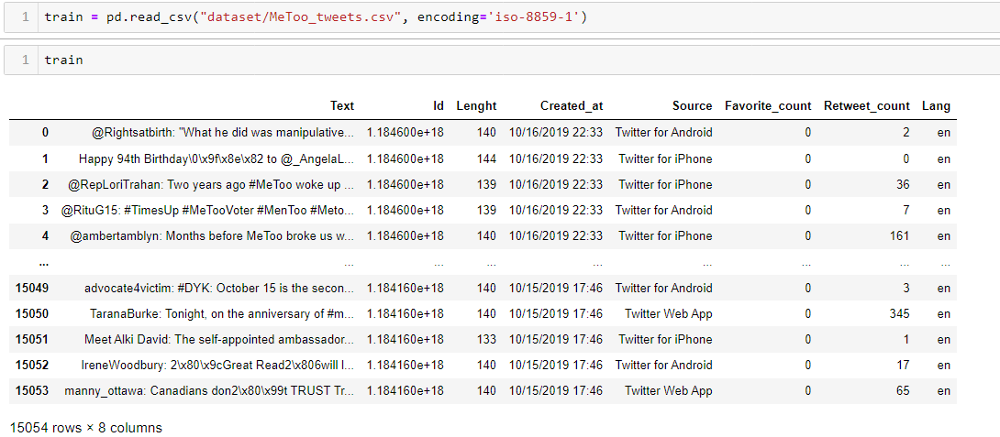 1 train = pd.read_csv("dataset/MeToo_tweets.csv", encoding='iso-8859-1')
1 train
Text Id Lenght Created_at Source Favorite_count Retweet_count Lang
0 @Rightsatbirth: "What he did was manipulative... 1.184600e+18 140 10/16/2019 22:33 Twitter for Android 0 2 en
1 Happy 94th Birthday\0\x9f\x8e\x82 to @_AngelaL... 1.184600e+18 144 10/16/2019 22:33 Twitter for iPhone 0 0 en
2 @RepLoriTrahan: Two years ago #MeToo woke up ... 1.184600e+18 139 10/16/2019 22:33 Twitter for iPhone 0 36 en
3 @RituG15: #TimesUp #MeTooVoter #MenToo #Meto... 1.184600e+18 139 10/16/2019 22:33 Twitter for Android 0 7 en
4 @ambertamblyn: Months before MeToo broke us w... 1.184600e+18 140 10/16/2019 22:33 Twitter for iPhone 0 161 en
... ... ... ... ... ... ... ... ...
15049 advocate4victim: #DYK: October 15 is the secon... 1.184160e+18 140 10/15/2019 17:46 Twitter for Android 0 3 en
15050 TaranaBurke: Tonight, on the anniversary of #m... 1.184160e+18 140 10/15/2019 17:46 Twitter Web App 0 345 en
15051 Meet Alki David: The self-appointed ambassador... 1.184160e+18 133 10/15/2019 17:46 Twitter for iPhone 0 1 en
15052 IreneWoodbury: 2\x80\x9cGreat Read2\x806will l... 1.184160e+18 140 10/15/2019 17:46 Twitter for Android 0 17 en
15053 manny_ottawa: Canadians don2\x80\x99t TRUST Tr... 1.184160e+18 140 10/15/2019 17:46 Twitter Web App 0 65 en
15054 rows × 8 columns